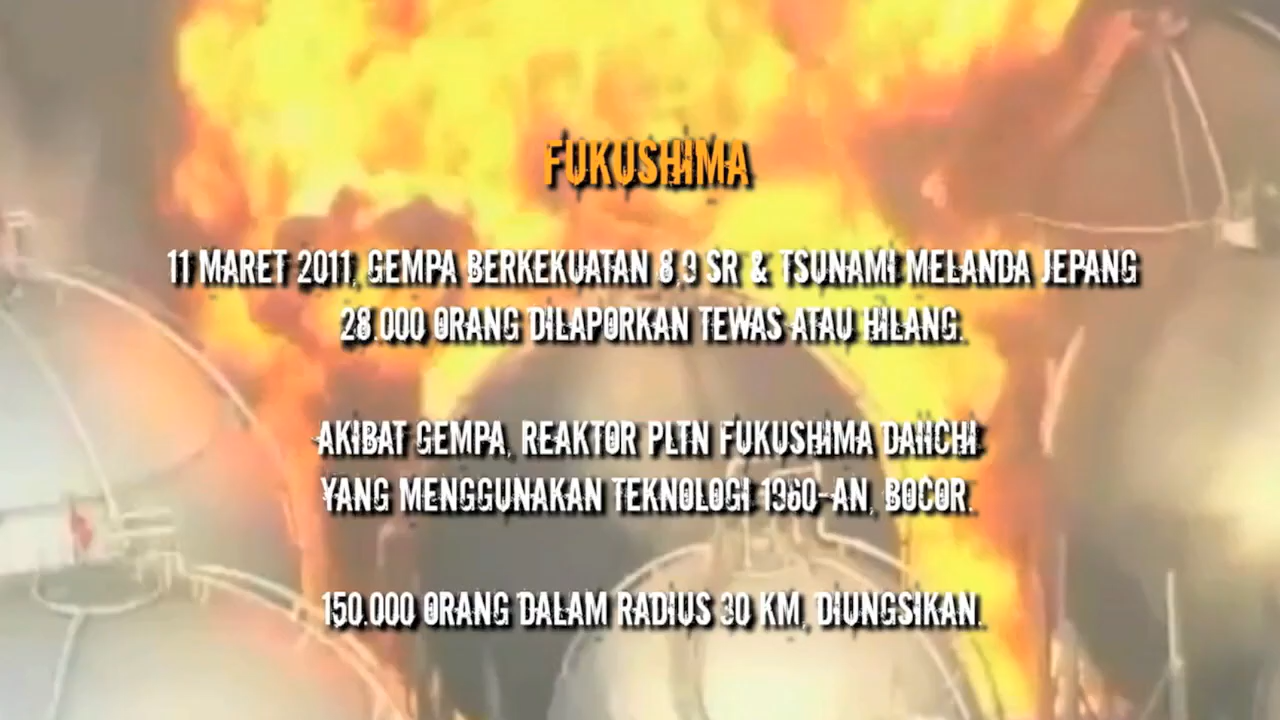 FUKUSHIMA
11 MARET 2011, GEMPA BERKEKUATAN 8,9 SR & TSUNAMI MELANDA JEPANG
28.000 ORANG DILAPORKAN TEWAS ATAU HILANG.
AKIBAT GEMPA, REAKTOR PLTN FUKUSHIMA DAIICHI
YANG MENGGUNAKAN TEKNOLOGI 1960-AN, BOCOR.
150.000 ORANG DALAM RADIUS 30 KM, DIUNGSIKAN.